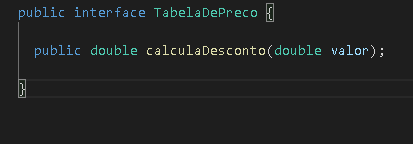 public interface TabelaDePreco {
public double calculaDesconto(double valor);
}